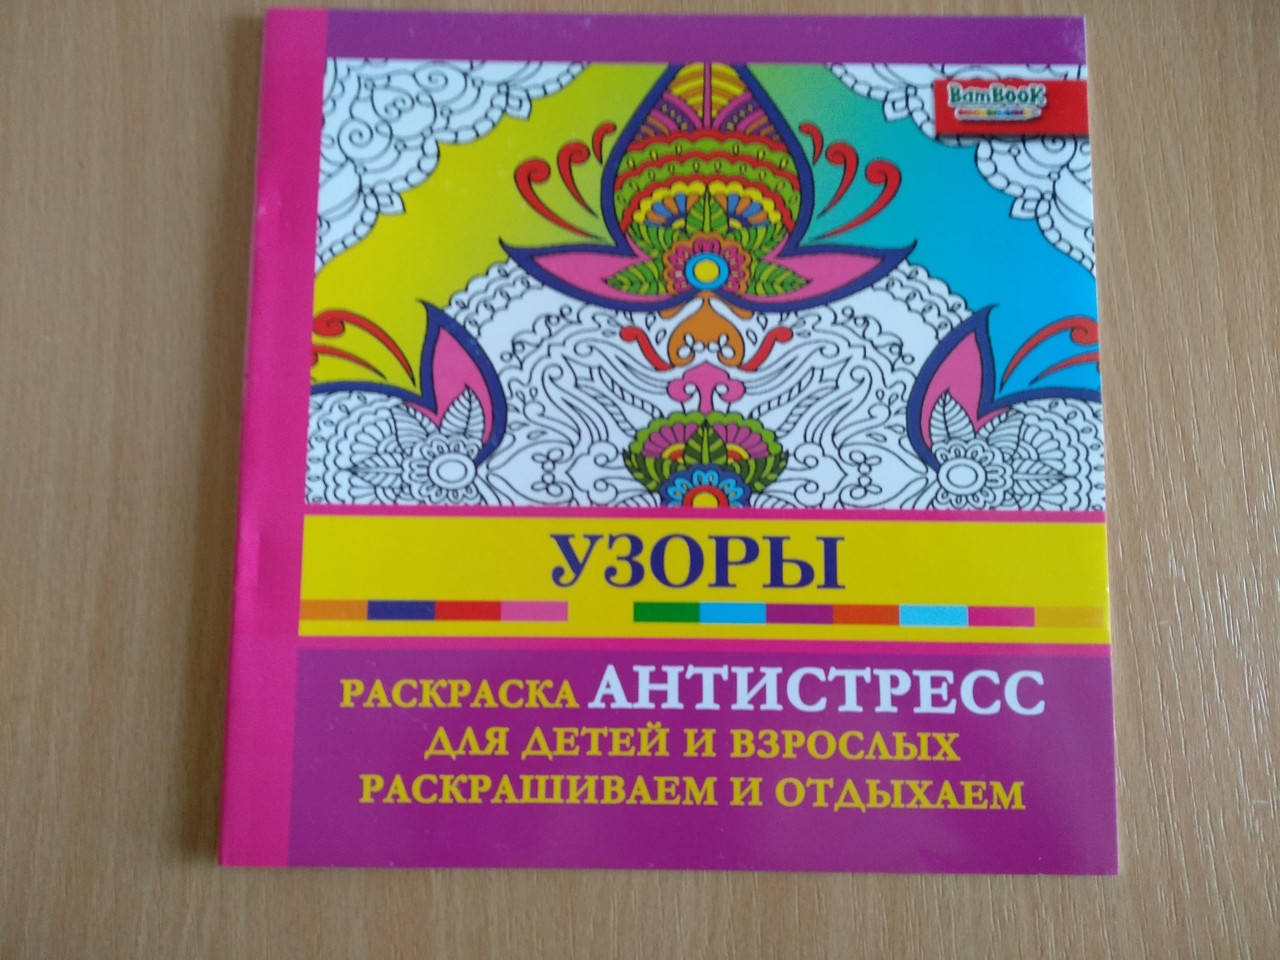 BamBook
УЗОРЫ
РАСКРАСКА АНТИСТРЕСС
ДЛЯ ДЕТЕЙ И ВЗРОСЛЫХ
РАСКРАШИВАЕМ И ОТДЫХАЕМ